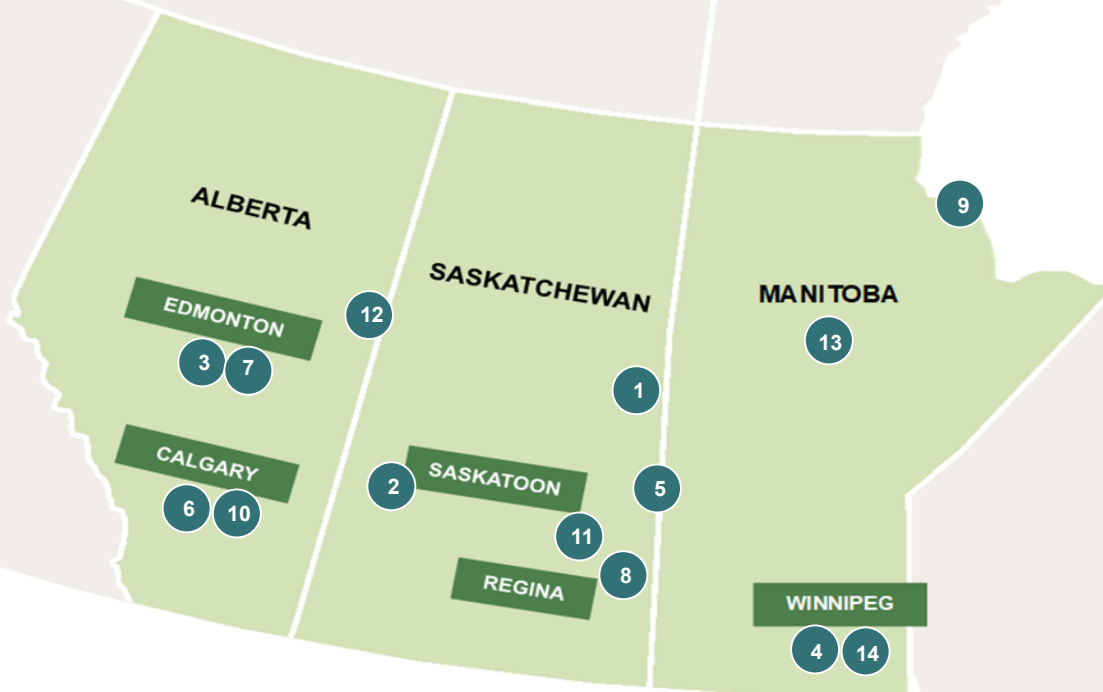 ALBERTA
SASKATCHEWAN
MANITOBA
9
EDMONTON
12
3
7
13
1
CALGARY
SASKATOON
2
5
6
10
11
REGINA
8
WINNIPEG
4
14